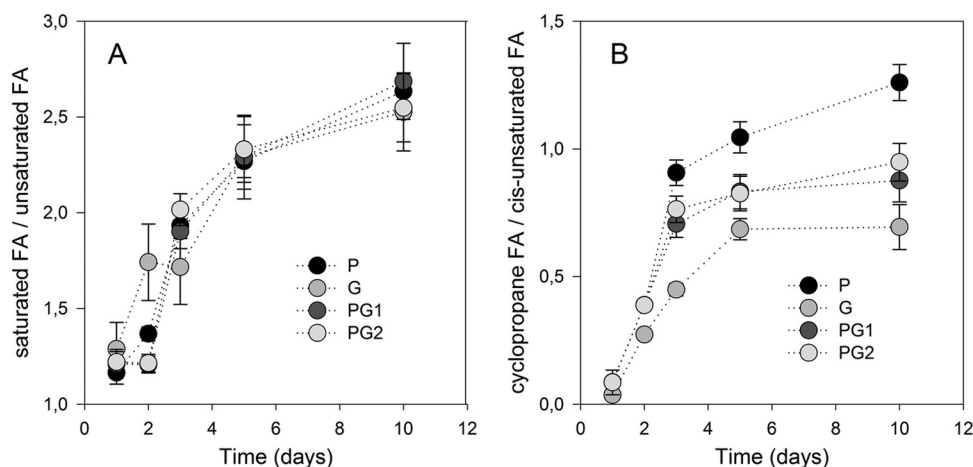 A
saturated FA / unsaturated FA
3,0
2,5
2,0
1,5
1,0
P
G
PG1
PG2
0 2 4 6 8 10 12
Time (days)
B
cyclopropane FA / cis-unsaturated FA
1,5
1,0
0,5
0,0
P
G
PG1
PG2
0 2 4 6 8 10 12
Time (days)